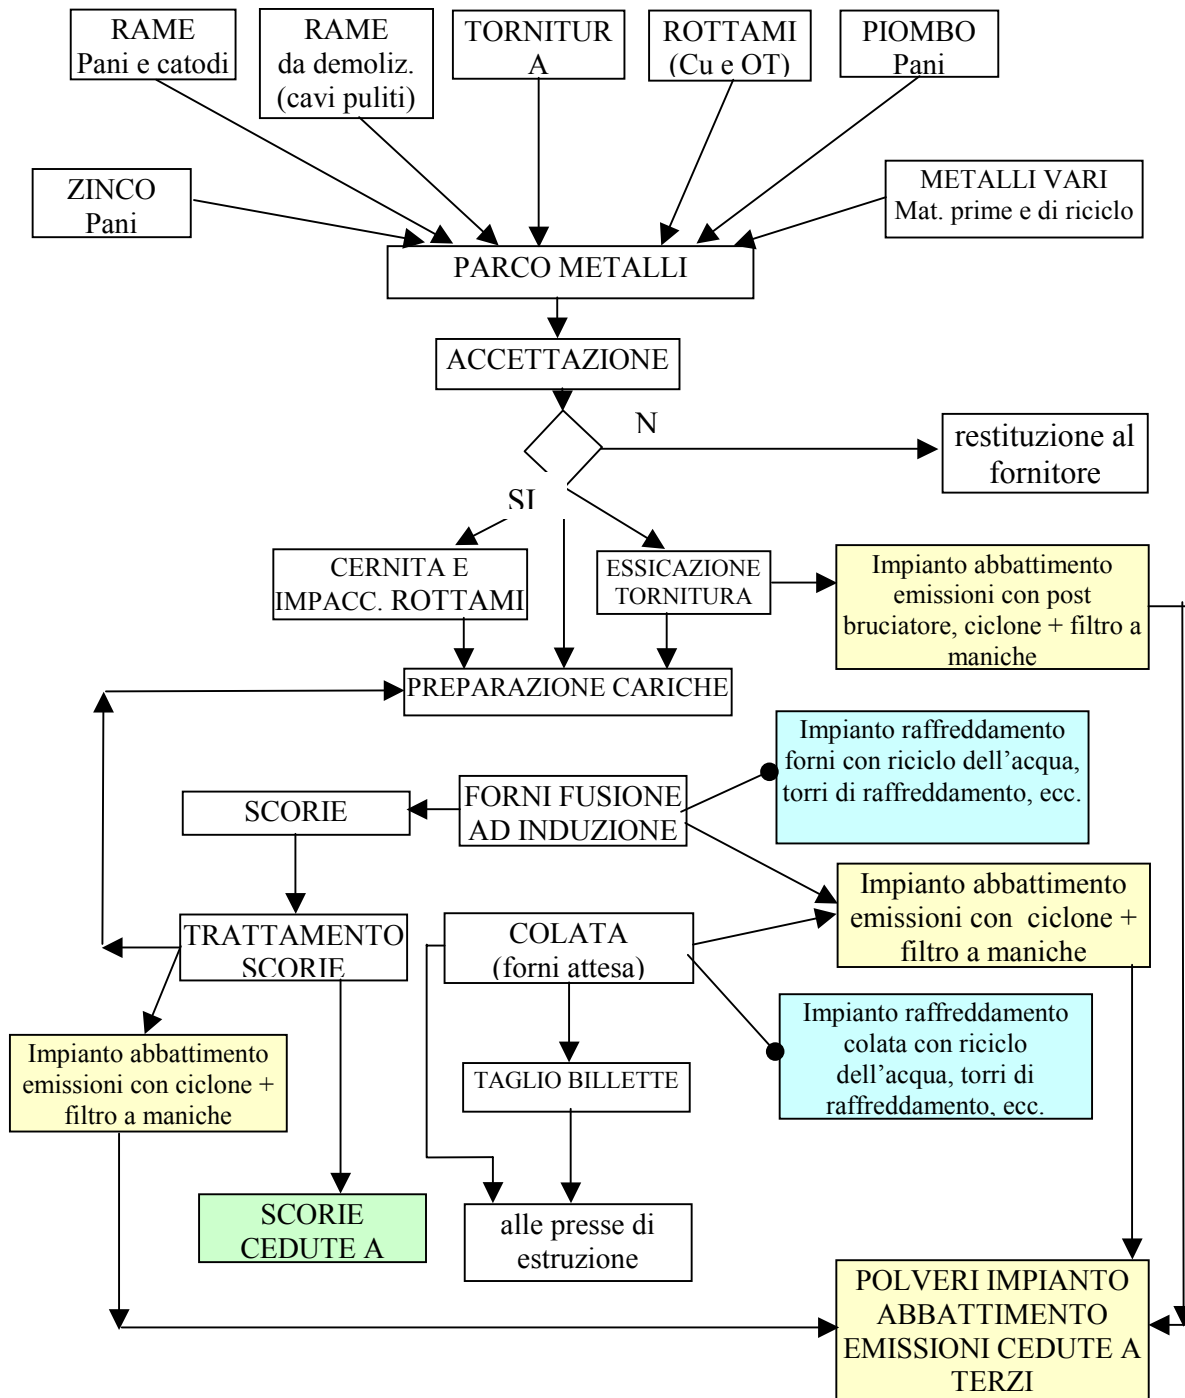 RAME
Pani e catodi
RAME
da demoliz.
(cavi puliti)
TORNITUR
A
ROTTAMI
(Cu e OT)
PIOMBO
Pani
ZINCO
Pani
METALLI VARI
Mat. prime e di riciclo
PARCO METALLI
ACCETTAZIONE
N
restituzione al
fornitore
SI
CERNITA E
IMPACC. ROTTAMI
ESSICAZIONE
TORNITURA
Impianto abbattimento
emissioni con post
bruciatore, ciclone + filtro a
maniche
PREPARAZIONE CARICHE
Impianto raffreddamento
forni con riciclo dell’acqua,
torri di raffreddamento, ecc.
SCORIE
FORNI FUSIONE
AD INDUZIONE
Impianto abbattimento
emissioni con ciclone +
filtro a maniche
TRATTAMENTO
SCORIE
COLATA
(forni attesa)
Impianto raffreddamento
colata con riciclo
dell’acqua, torri di
raffreddamento, ecc.
Impianto abbattimento
emissioni con ciclone +
filtro a maniche
TAGLIO BILLETTE
SCORIE
CEDUTE A
alle presse di
estruzione
POLVERI IMPIANTO
ABBATTIMENTO
EMISSIONI CEDUTE A
TERZI